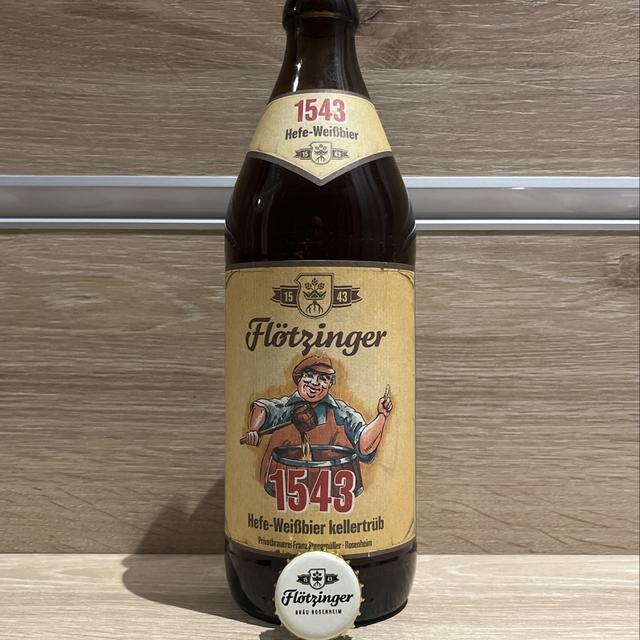 1543
Hefe-Weißbier
15 43
15 43
Flötzinger
1543
Hefe-Weißbier kellertrüb
Privatbrauerei Franz Steegmüller · Rosenheim
15 43
Flötzinger
BRÄU ROSENHEIM